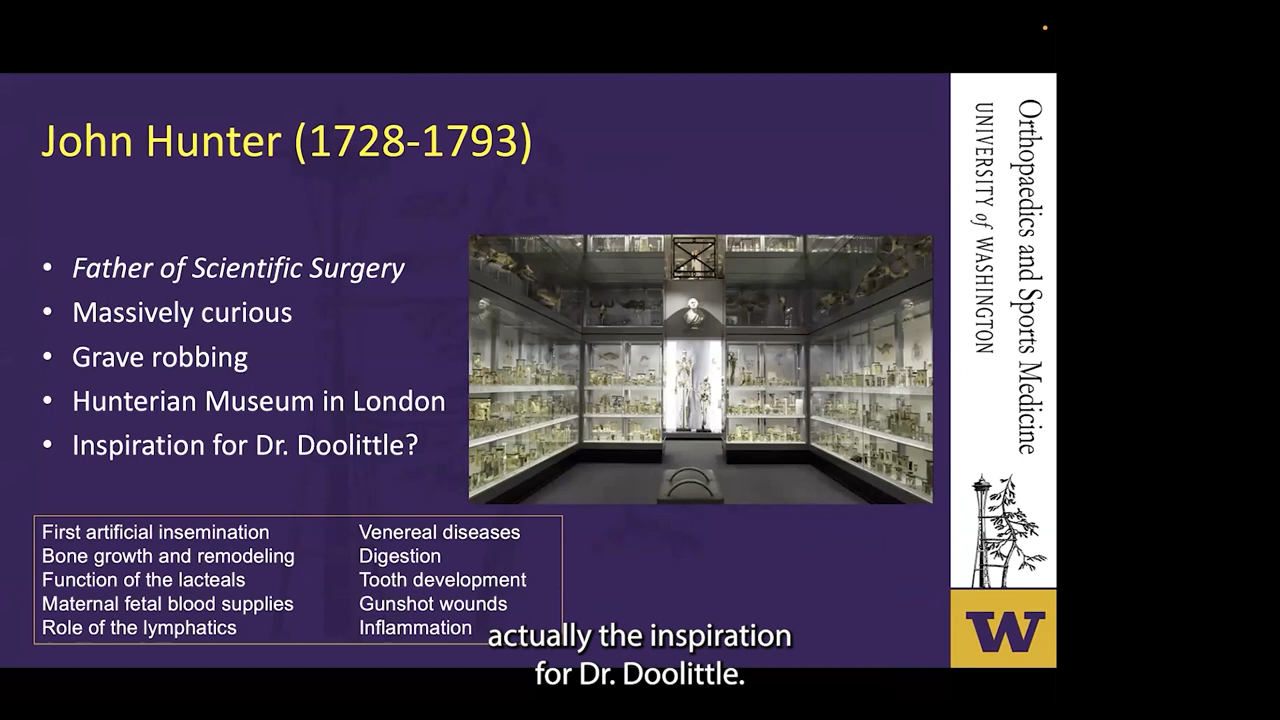 John Hunter (1728-1793)
• Father of Scientific Surgery
• Massively curious
• Grave robbing
• Hunterian Museum in London
• Inspiration for Dr. Doolittle?
First artificial insemination
Bone growth and remodeling
Function of the lacteals
Maternal fetal blood supplies
Role of the lymphatics
Venereal diseases
Digestion
Tooth development
Gunshot wounds
Inflammation
actually the inspiration
for Dr. Doolittle.
Orthopaedics and Sports Medicine
UNIVERSITY of WASHINGTON
W